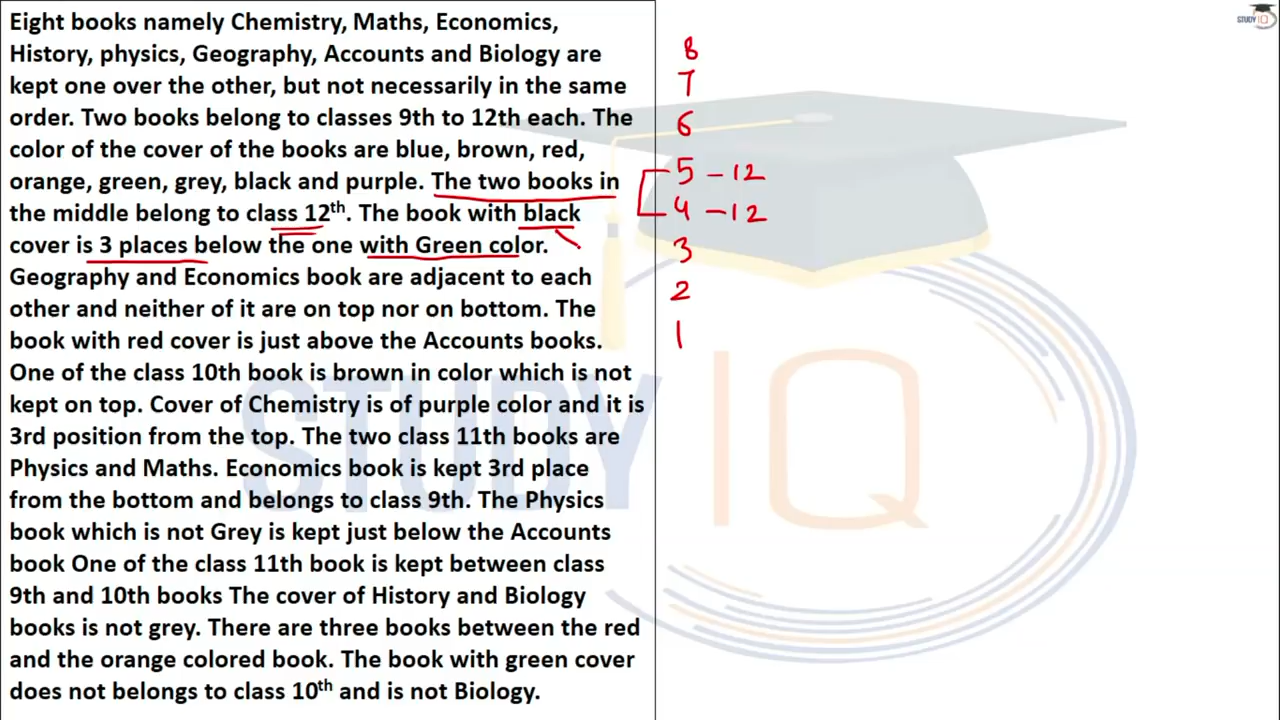 Eight books namely Chemistry, Maths, Economics,
History, physics, Geography, Accounts and Biology are
kept one over the other, but not necessarily in the same
order. Two books belong to classes 9th to 12th each. The
color of the cover of the books are blue, brown, red,
orange, green, grey, black and purple. The two books in
the middle belong to class 12th. The book with black
cover is 3 places below the one with Green color.
Geography and Economics book are adjacent to each
other and neither of it are on top nor on bottom. The
book with red cover is just above the Accounts books.
One of the class 10th book is brown in color which is not
kept on top. Cover of Chemistry is of purple color and it is
3rd position from the top. The two class 11th books are
Physics and Maths. Economics book is kept 3rd place
from the bottom and belongs to class 9th. The Physics
book which is not Grey is kept just below the Accounts
book One of the class 11th book is kept between class
9th and 10th books The cover of History and Biology
books is not grey. There are three books between the red
and the orange colored book. The book with green cover
does not belongs to class 10th and is not Biology.
8
7
6
5 - 12
4 - 12
3
2
1
STUDY IQ
STUDY IQ